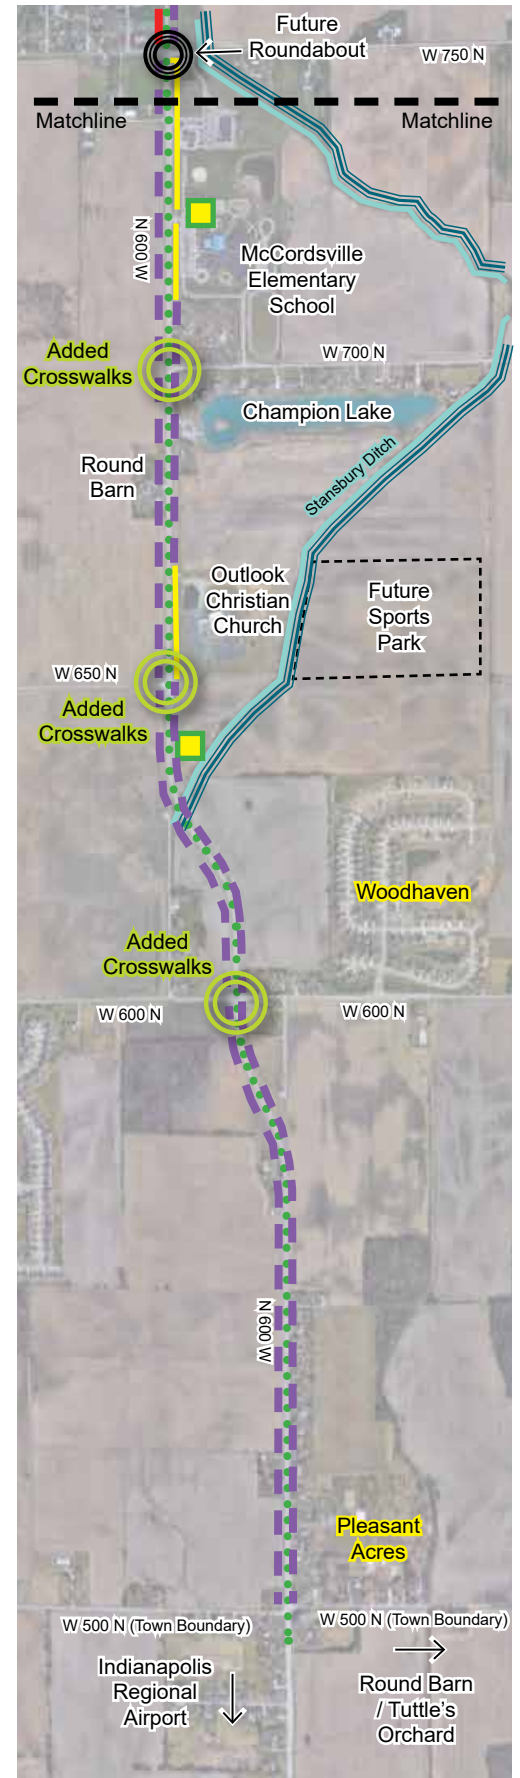 Future
Roundabout
W 750 N
Matchline
Matchline
N 600 W
McCordsville
Elementary
School
Added
Crosswalks
W 700 N
Champion Lake
Round
Barn
Stansbury Ditch
Outlook
Christian
Church
Future
Sports
Park
W 650 N
Added
Crosswalks
Woodhaven
Added
Crosswalks
W 600 N
W 600 N
N 600 W
Pleasant
Acres
W 500 N (Town Boundary)
W 500 N (Town Boundary)
Indianapolis
Regional
Airport
Round Barn
/ Tuttle's
Orchard